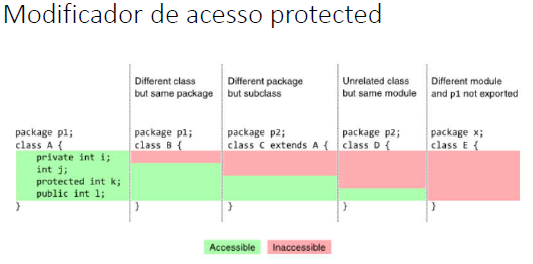 Modificador de acesso protected
Different class
but same package
Different package
but subclass
Unrelated class
but same module
Different module
and p1 not exported
package p1;
class A {
private int i;
int j;
protected int k;
public int l;
}
package p1;
class B {
}
package p2;
class C extends A {
}
package p2;
class D {
}
package x;
class E {
}
Accessible
Inaccessible